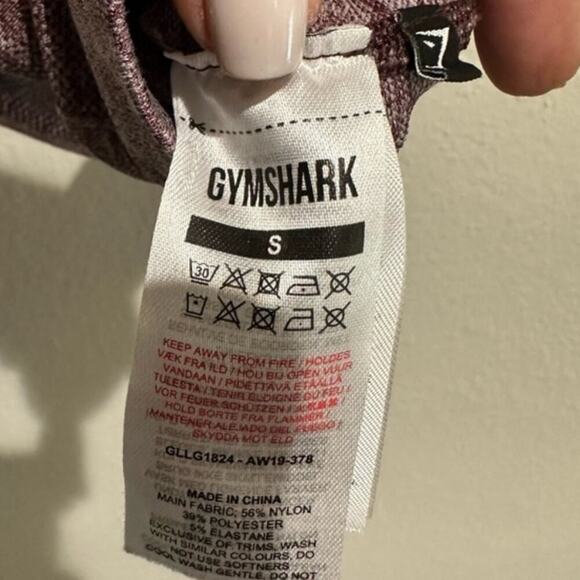 GYMSHARK
S
30
KEEP AWAY FROM FIRE / HOLDES
VÆK FRA ILD / HOU BIJ OPEN VUUR
VANDAAN / PIDETTÄVÄ ETÄÄLLÄ
TULESTA / TENIR ELOIGNE DU FEU /
VOR FEUER SCHÜTZEN /
HOLD BORTE FRA FLAMMER /
MANTENER ALEJADO DEL FUEGO /
SKYDDA MOT ELD
GLLG1824 - AW19-378
MADE IN CHINA
MAIN FABRIC; 56% NYLON
39% POLYESTER
5% ELASTANE
EXCLUSIVE OF TRIMS, WASH
WITH SIMILAR COLOURS, DO
NOT USE SOFTNERS
COOL WASH GENTLE, DO NOT